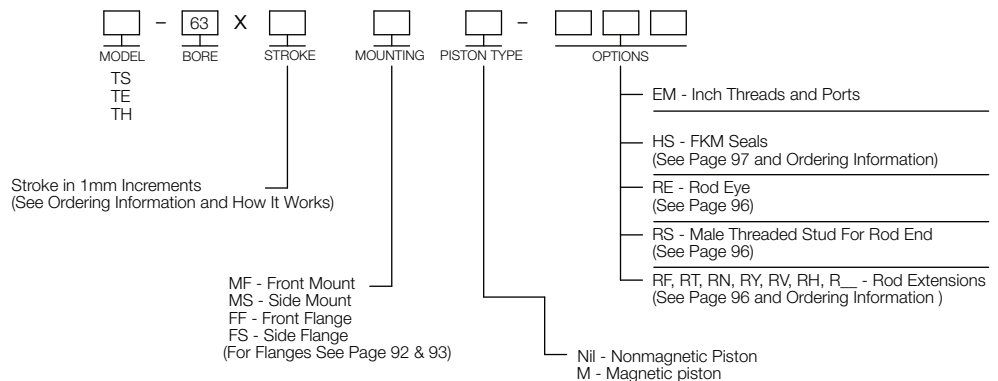 - 63 X -
MODEL BORE STROKE MOUNTING PISTON TYPE OPTIONS
TS
TE
TH
EM - Inch Threads and Ports
HS - FKM Seals
(See Page 97 and Ordering Information)
Stroke in 1mm Increments
(See Ordering Information and How It Works)
RE - Rod Eye
(See Page 96)
RS - Male Threaded Stud For Rod End
(See Page 96)
RF, RT, RN, RY, RV, RH, R__ - Rod Extensions
(See Page 96 and Ordering Information )
MF - Front Mount
MS - Side Mount
FF - Front Flange
FS - Side Flange
(For Flanges See Page 92 & 93)
Nil - Nonmagnetic Piston
M - Magnetic piston